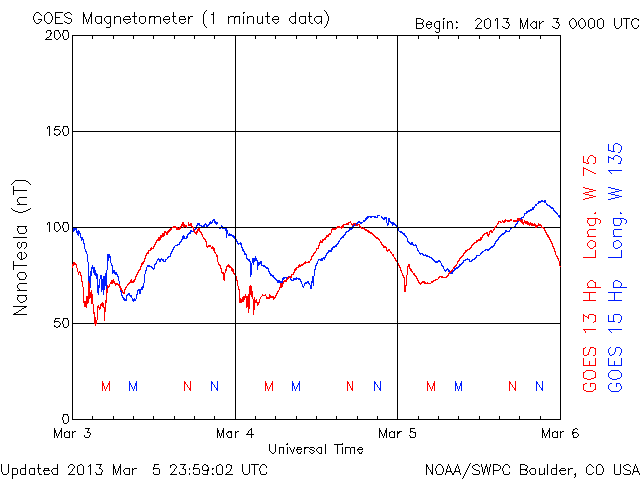 GOES Magnetometer (1 minute data)
Begin: 2013 Mar 3 0000 UTC
200
150
100
50
0
NanoTesla (nT)
M M N N M M N N M M N N
Mar 3 Mar 4 Mar 5 Mar 6
Universal Time
GOES 13 Hp Long. W 75
GOES 15 Hp Long. W 135
Updated 2013 Mar 5 23:59:02 UTC
NOAA/SWPC Boulder, CO USA